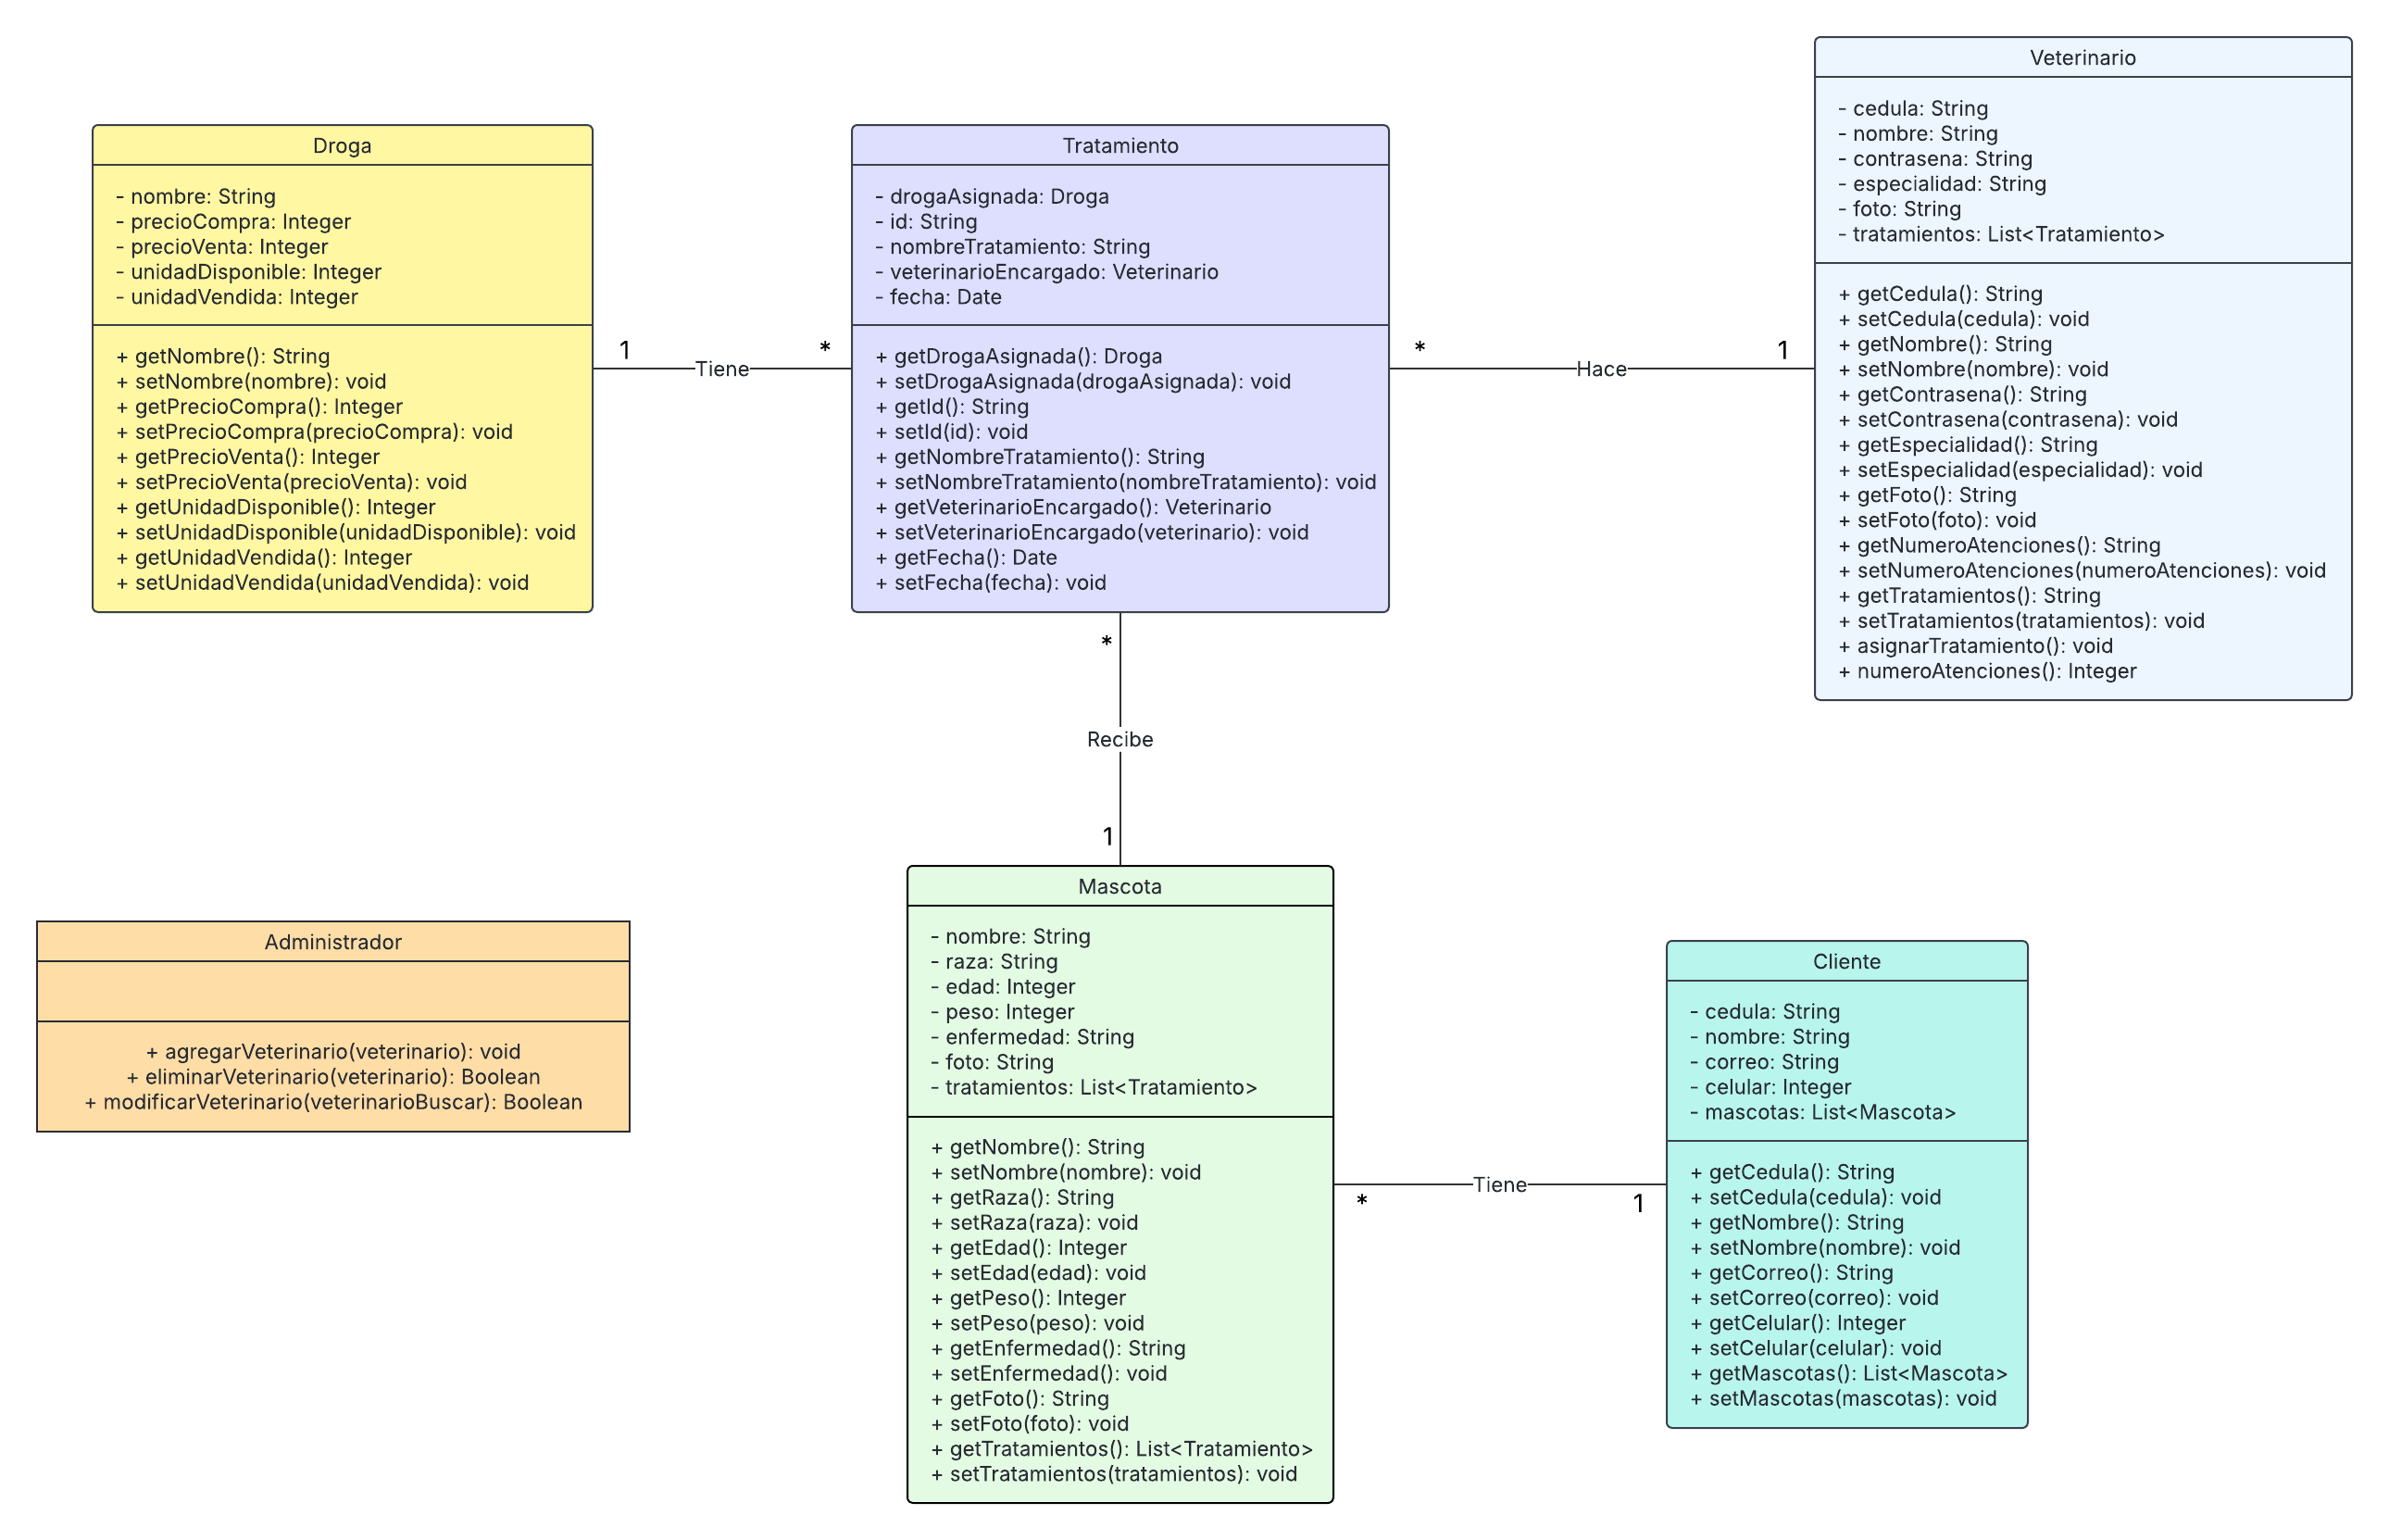 Droga
- nombre: String
- precioCompra: Integer
- precioVenta: Integer
- unidadDisponible: Integer
- unidadVendida: Integer
+ getNombre(): String
+ setNombre(nombre): void
+ getPrecioCompra(): Integer
+ setPrecioCompra(precioCompra): void
+ getPrecioVenta(): Integer
+ setPrecioVenta(precioVenta): void
+ getUnidadDisponible(): Integer
+ setUnidadDisponible(unidadDisponible): void
+ getUnidadVendida(): Integer
+ setUnidadVendida(unidadVendida): void
1
Tiene
*
Tratamiento
- drogaAsignada: Droga
- id: String
- nombreTratamiento: String
- veterinarioEncargado: Veterinario
- fecha: Date
+ getDrogaAsignada(): Droga
+ setDrogaAsignada(drogaAsignada): void
+ getId(): String
+ setId(id): void
+ getNombreTratamiento(): String
+ setNombreTratamiento(nombreTratamiento): void
+ getVeterinarioEncargado(): Veterinario
+ setVeterinarioEncargado(veterinario): void
+ getFecha(): Date
+ setFecha(fecha): void
*
Hace
1
Veterinario
- cedula: String
- nombre: String
- contrasena: String
- especialidad: String
- foto: String
- tratamientos: List<Tratamiento>
+ getCedula(): String
+ setCedula(cedula): void
+ getNombre(): String
+ setNombre(nombre): void
+ getContrasena(): String
+ setContrasena(contrasena): void
+ getEspecialidad(): String
+ setEspecialidad(especialidad): void
+ getFoto(): String
+ setFoto(foto): void
+ getNumeroAtenciones(): String
+ setNumeroAtenciones(numeroAtenciones): void
+ getTratamientos(): String
+ setTratamientos(tratamientos): void
+ asignarTratamiento(): void
+ numeroAtenciones(): Integer
*
Recibe
1
Administrador
+ agregarVeterinario(veterinario): void
+ eliminarVeterinario(veterinario): Boolean
+ modificarVeterinario(veterinarioBuscar): Boolean
Mascota
- nombre: String
- raza: String
- edad: Integer
- peso: Integer
- enfermedad: String
- foto: String
- tratamientos: List<Tratamiento>
+ getNombre(): String
+ setNombre(nombre): void
+ getRaza(): String
+ setRaza(raza): void
+ getEdad(): Integer
+ setEdad(edad): void
+ getPeso(): Integer
+ setPeso(peso): void
+ getEnfermedad(): String
+ setEnfermedad(): void
+ getFoto(): String
+ setFoto(foto): void
+ getTratamientos(): List<Tratamiento>
+ setTratamientos(tratamientos): void
*
Tiene
1
Cliente
- cedula: String
- nombre: String
- correo: String
- celular: Integer
- mascotas: List<Mascota>
+ getCedula(): String
+ setCedula(cedula): void
+ getNombre(): String
+ setNombre(nombre): void
+ getCorreo(): String
+ setCorreo(correo): void
+ getCelular(): Integer
+ setCelular(celular): void
+ getMascotas(): List<Mascota>
+ setMascotas(mascotas): void